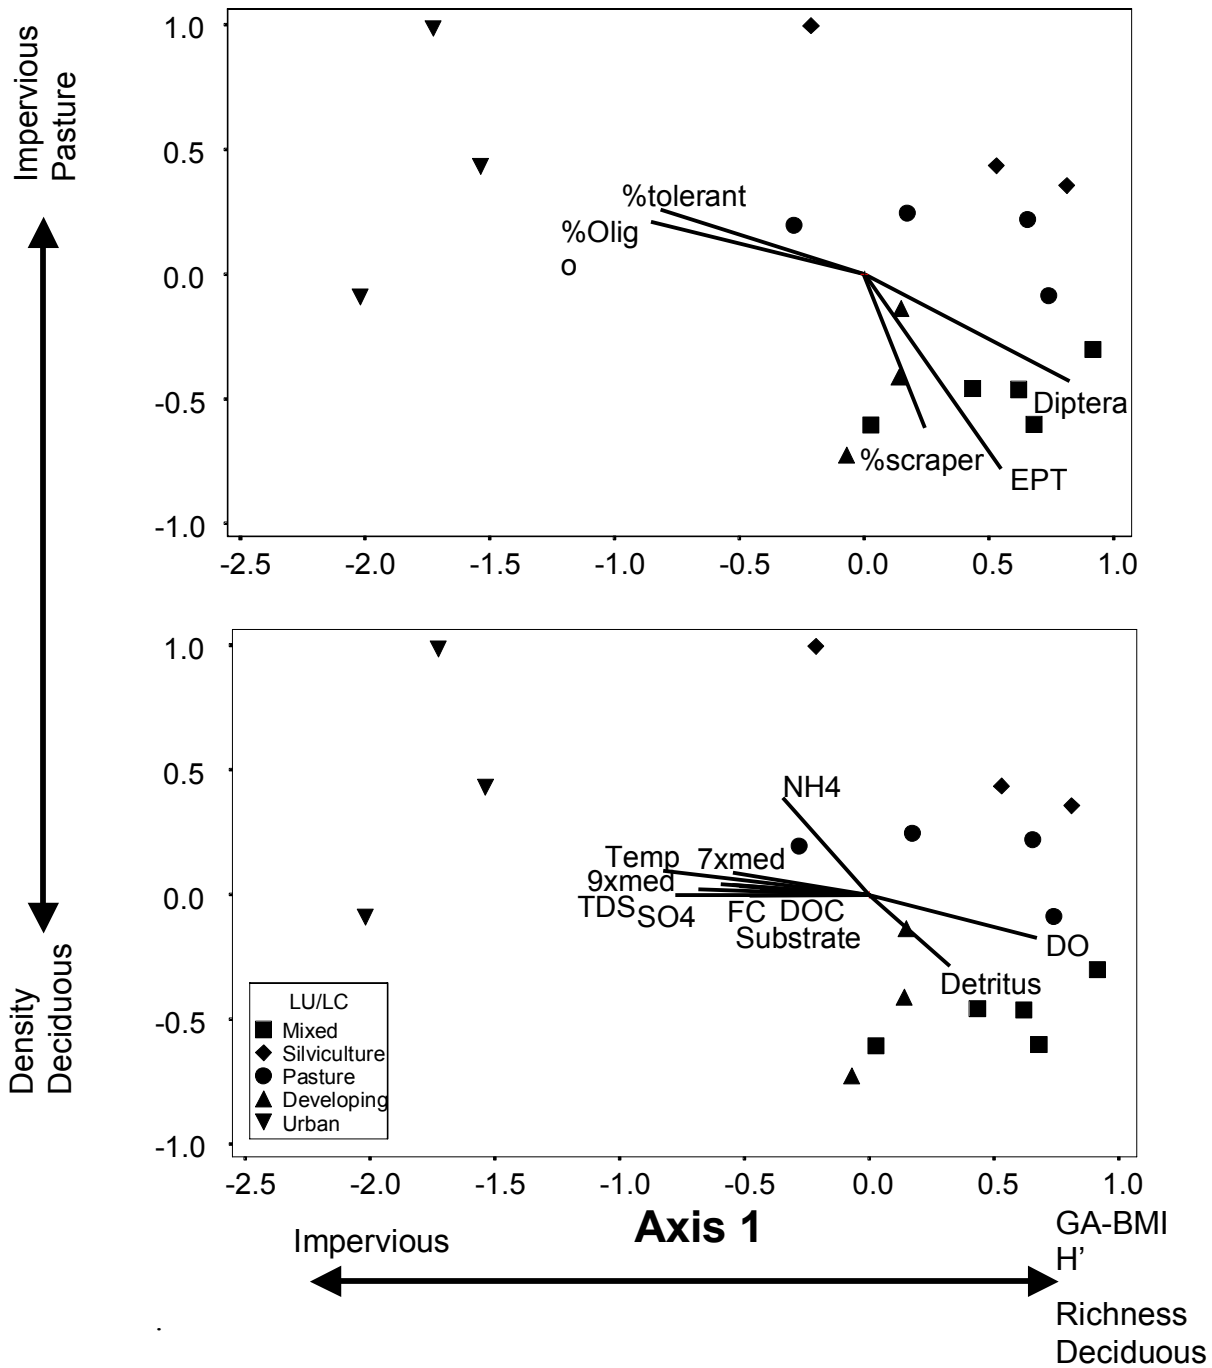 Impervious
Pasture
1.0
0.5
0.0
-0.5
-1.0
%tolerant
%Olig
o
Diptera
%scraper
EPT
-2.5 -2.0 -1.5 -1.0 -0.5 0.0 0.5 1.0
1.0
0.5
0.0
-0.5
-1.0
NH4
Temp 7xmed
9xmed
TDS SO4 FC DOC
Substrate
DO
Detritus
LU/LC
Mixed
Silviculture
Pasture
Developing
Urban
-2.5 -2.0 -1.5 -1.0 -0.5 0.0 0.5 1.0
Density
Deciduous
Axis 1
Impervious
GA-BMI
H’
Richness
Deciduous
.